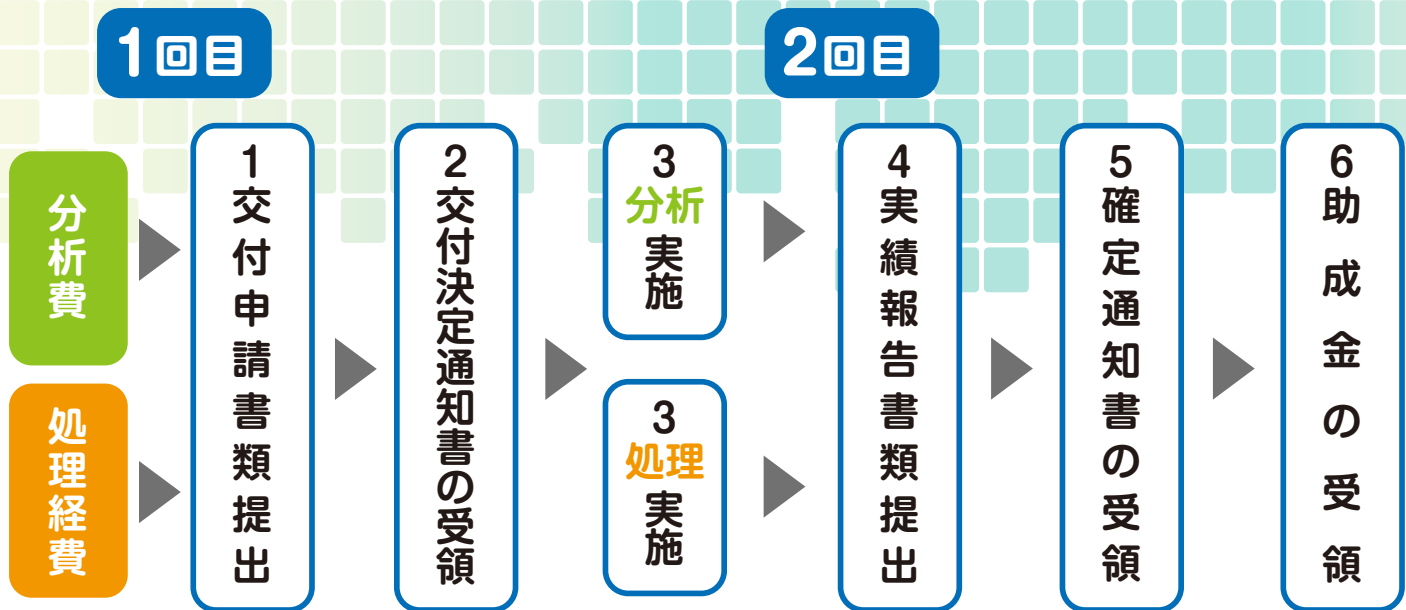 1回目
2回目
分析費
処理経費
1
交付申請書類提出
2
交付決定通知書の受領
3
分析
実施
3
処理
実施
4
実績報告書類提出
5
確定通知書の受領
6
助成金の受領